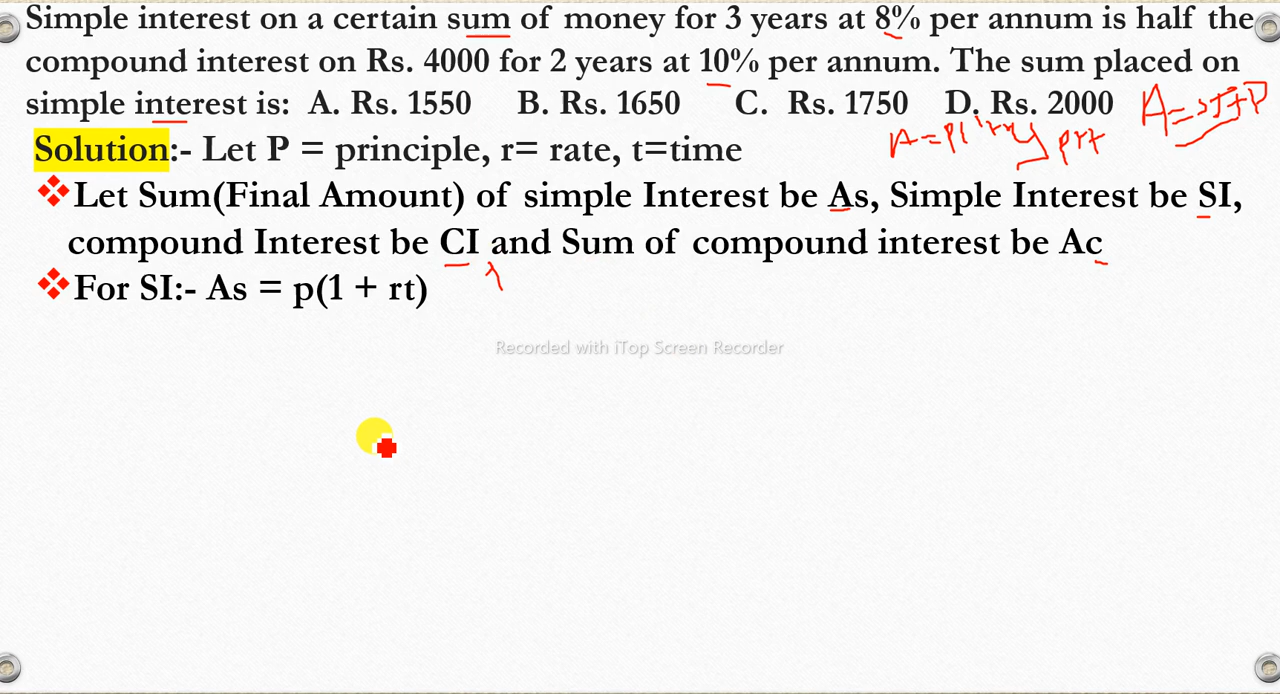 Simple interest on a certain sum of money for 3 years at 8% per annum is half the
compound interest on Rs. 4000 for 2 years at 10% per annum. The sum placed on
simple interest is: A. Rs. 1550 B. Rs. 1650 C. Rs. 1750 D. Rs. 2000 A=SI+P
Solution:- Let P = principle, r= rate, t=time
❖Let Sum(Final Amount) of simple Interest be As, Simple Interest be SI,
compound Interest be CI and Sum of compound interest be Ac
❖For SI:- As = p(1 + rt)
Recorded with iTop Screen Recorder